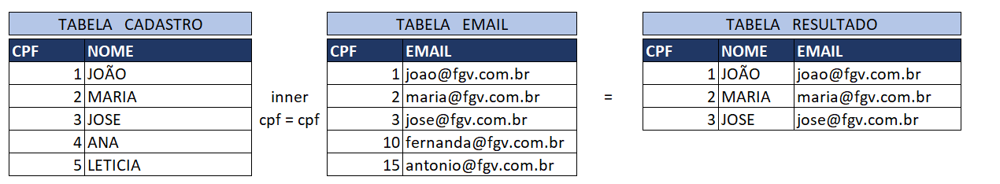 TABELA CADASTRO
CPF NOME
1 JOÃO
2 MARIA
3 JOSE
4 ANA
5 LETICIA
inner
cpf = cpf
TABELA EMAIL
CPF EMAIL
1 joao@fgv.com.br
2 maria@fgv.com.br
3 jose@fgv.com.br
10 fernanda@fgv.com.br
15 antonio@fgv.com.br
=
TABELA RESULTADO
CPF NOME EMAIL
1 JOÃO joao@fgv.com.br
2 MARIA maria@fgv.com.br
3 JOSE jose@fgv.com.br